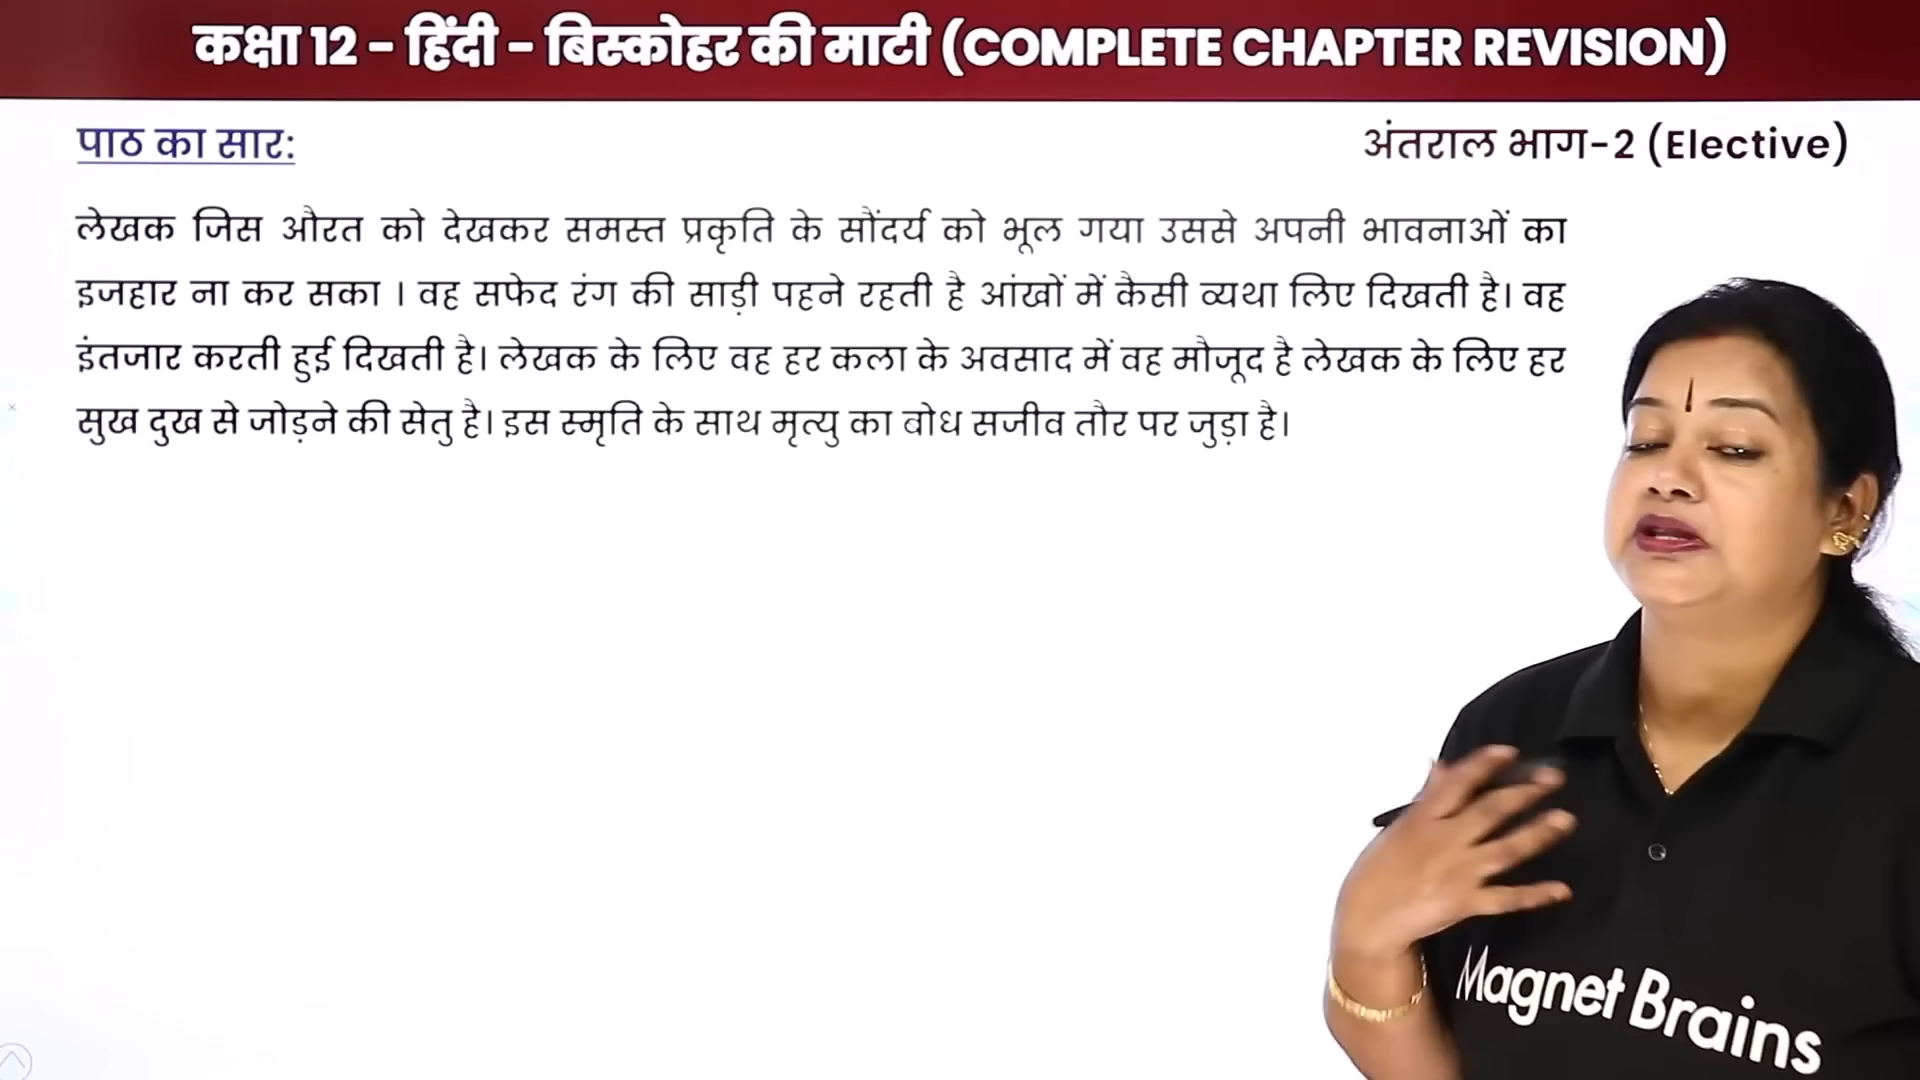 कक्षा 12 - हिंदी - बिस्कोहर की माटी (COMPLETE CHAPTER REVISION)
पाठ का सार:
अंतराल भाग-2 (Elective)
लेखक जिस औरत को देखकर समस्त प्रकृति के सौंदर्य को भूल गया उससे अपनी भावनाओं का
इजहार ना कर सका । वह सफेद रंग की साड़ी पहने रहती है आंखों में कैसी व्यथा लिए दिखती है। वह
इंतजार करती हुई दिखती है। लेखक के लिए वह हर कला के अवसाद में वह मौजूद है लेखक के लिए हर
सुख दुख से जोड़ने की सेतु है। इस स्मृति के साथ मृत्यु का बोध सजीव तौर पर जुड़ा है।
Magnet Brains